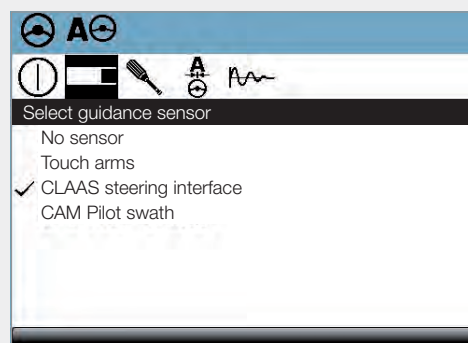 A
A
Select guidance sensor
No sensor
Touch arms
CLAAS steering interface
CAM Pilot swath